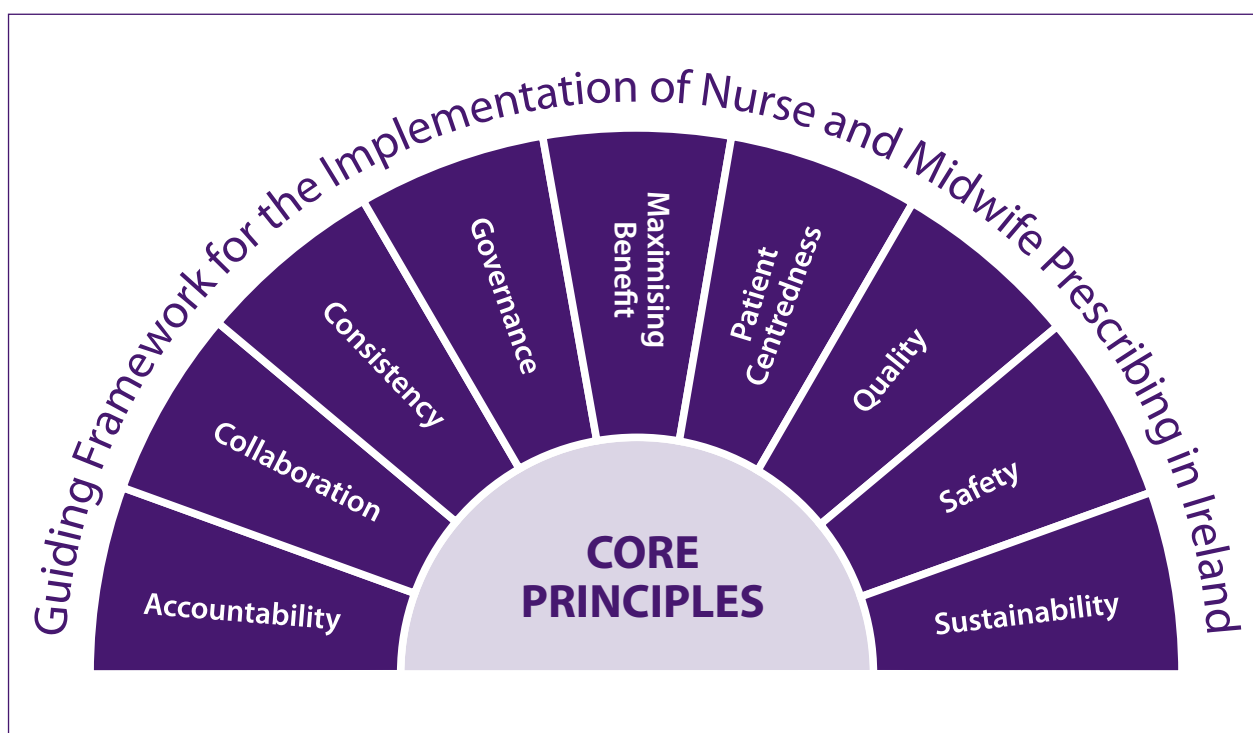 Guiding Framework for the Implementation of Nurse and Midwife Prescribing in Ireland
Accountability
Collaboration
Consistency
Governance
Maximising
Benefit
Patient
Centredness
Quality
Safety
Sustainability
CORE
PRINCIPLES